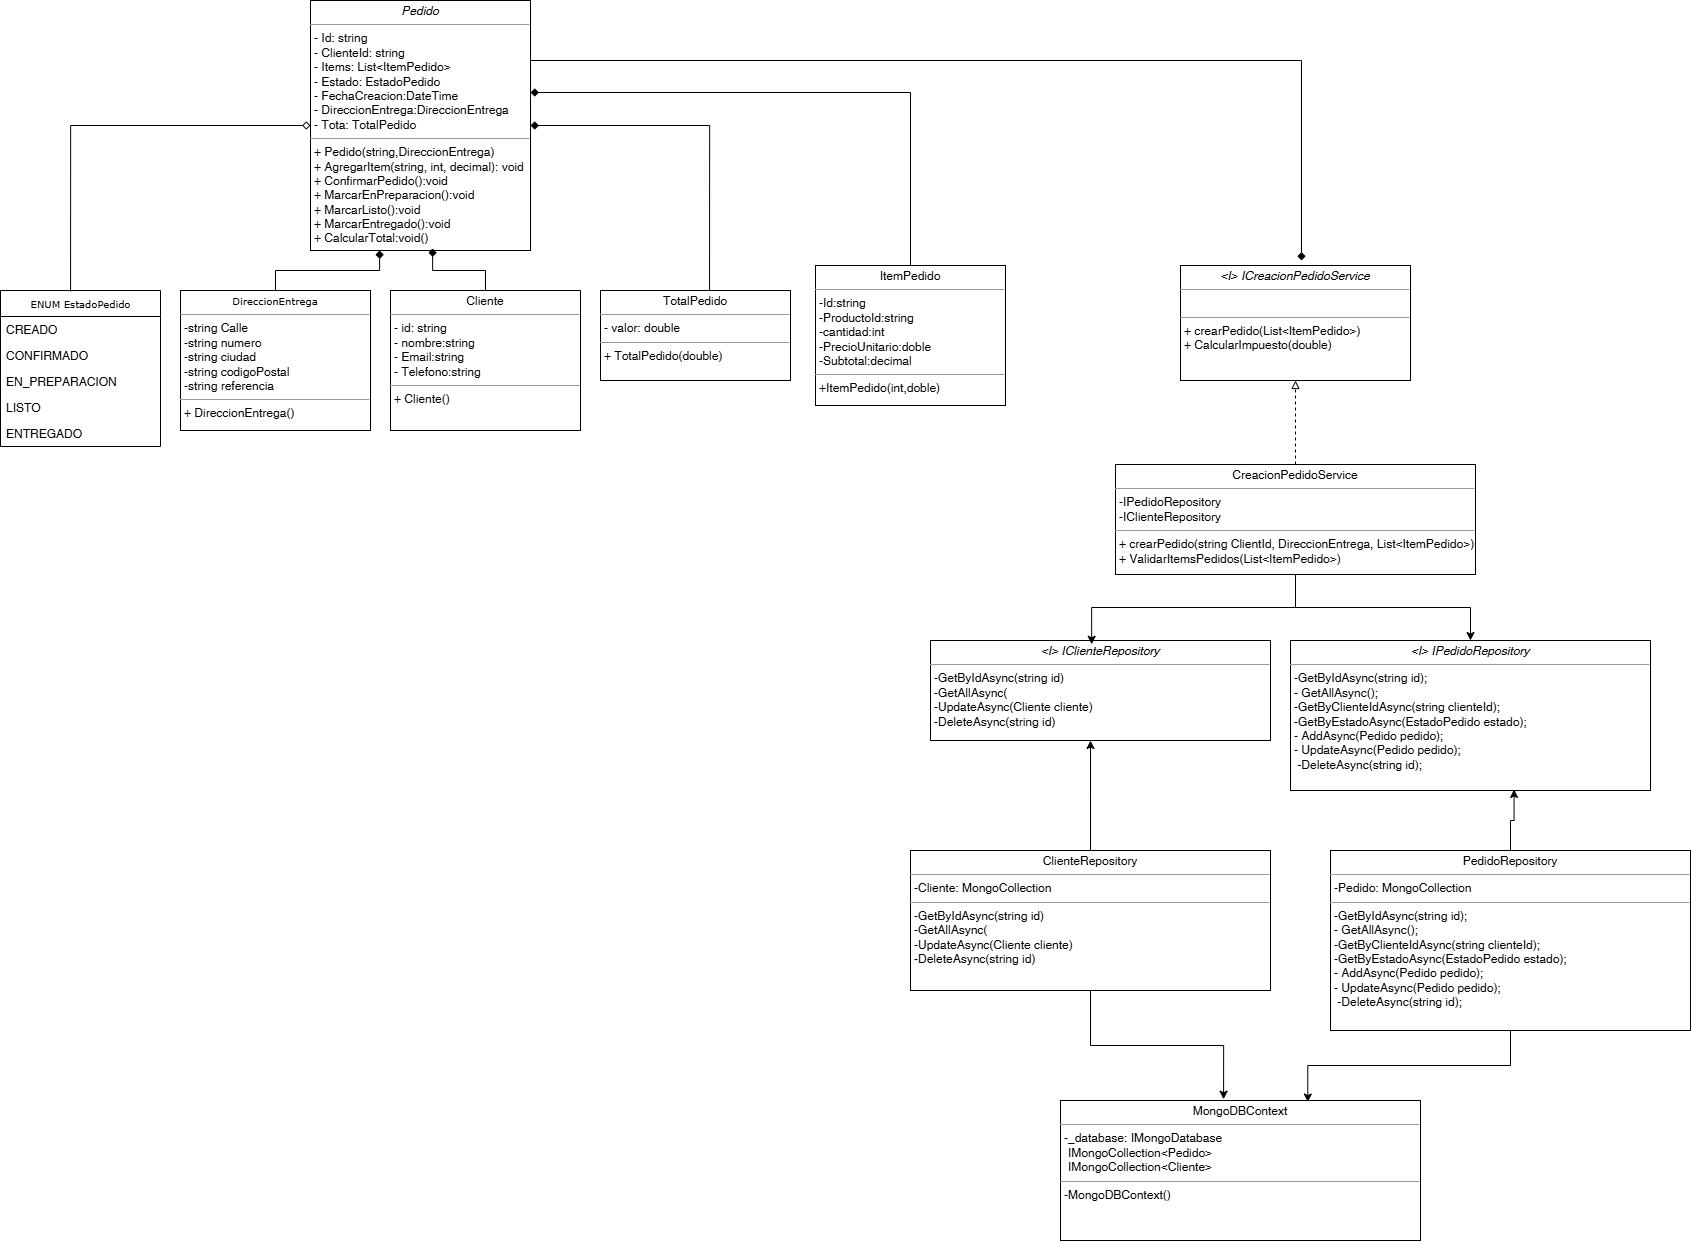 Pedido
- Id: string
- ClienteId: string
- Items: List<ItemPedido>
- Estado: EstadoPedido
- FechaCreacion:DateTime
- DireccionEntrega:DireccionEntrega
- Tota: TotalPedido
+ Pedido(string,DireccionEntrega)
+ AgregarItem(string, int, decimal): void
+ ConfirmarPedido():void
+ MarcarEnPreparacion():void
+ MarcarListo():void
+ MarcarEntregado():void
+ CalcularTotal:void()
ENUM EstadoPedido
CREADO
CONFIRMADO
EN_PREPARACION
LISTO
ENTREGADO
DireccionEntrega
-string Calle
-string numero
-string ciudad
-string codigoPostal
-string referencia
+ DireccionEntrega()
Cliente
- id: string
- nombre:string
- Email:string
- Telefono:string
+ Cliente()
TotalPedido
- valor: double
+ TotalPedido(double)
ItemPedido
-Id:string
-ProductoId:string
-cantidad:int
-PrecioUnitario:doble
-Subtotal:decimal
+ItemPedido(int,doble)
<I> ICreacionPedidoService
+ crearPedido(List<ItemPedido>)
+ CalcularImpuesto(double)
CreacionPedidoService
-IPedidoRepository
-IClienteRepository
+ crearPedido(string ClientId, DireccionEntrega, List<ItemPedido>)
+ ValidarItemsPedidos(List<ItemPedido>)
<I> IClienteRepository
-GetByIdAsync(string id)
-GetAllAsync(
-UpdateAsync(Cliente cliente)
-DeleteAsync(string id)
<I> IPedidoRepository
-GetByIdAsync(string id);
- GetAllAsync();
-GetByClienteIdAsync(string clienteId);
-GetByEstadoAsync(EstadoPedido estado);
- AddAsync(Pedido pedido);
- UpdateAsync(Pedido pedido);
-DeleteAsync(string id);
ClienteRepository
-Cliente: MongoCollection
-GetByIdAsync(string id)
-GetAllAsync(
-UpdateAsync(Cliente cliente)
-DeleteAsync(string id)
PedidoRepository
-Pedido: MongoCollection
-GetByIdAsync(string id);
- GetAllAsync();
-GetByClienteIdAsync(string clienteId);
-GetByEstadoAsync(EstadoPedido estado);
- AddAsync(Pedido pedido);
- UpdateAsync(Pedido pedido);
-DeleteAsync(string id);
MongoDBContext
-_database: IMongoDatabase
IMongoCollection<Pedido>
IMongoCollection<Cliente>
-MongoDBContext()